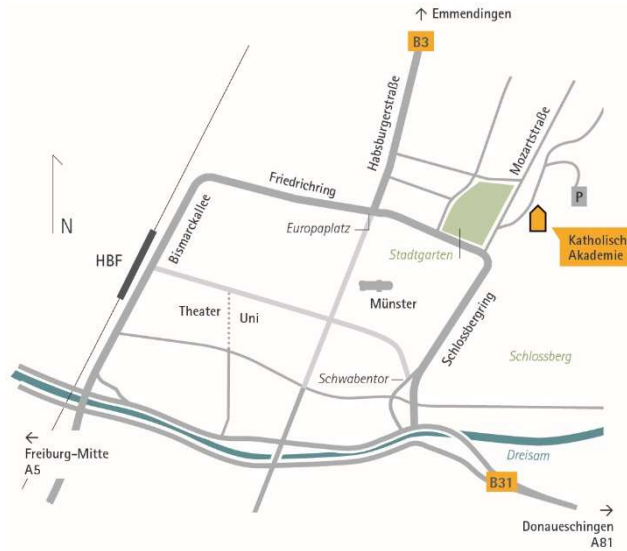 ↑ Emmendingen
B3
Habsburgerstraße
Mozartstraße
Friedrichring
P
N
Europaplatz
Bismarckallee
Stadtgarten
Katholische
Akademie
HBF
Münster
Theater
Uni
Schlossbergring
Schlossberg
Schwabentor
←
Freiburg-Mitte
A5
Dreisam
B31
→
Donaueschingen
A81